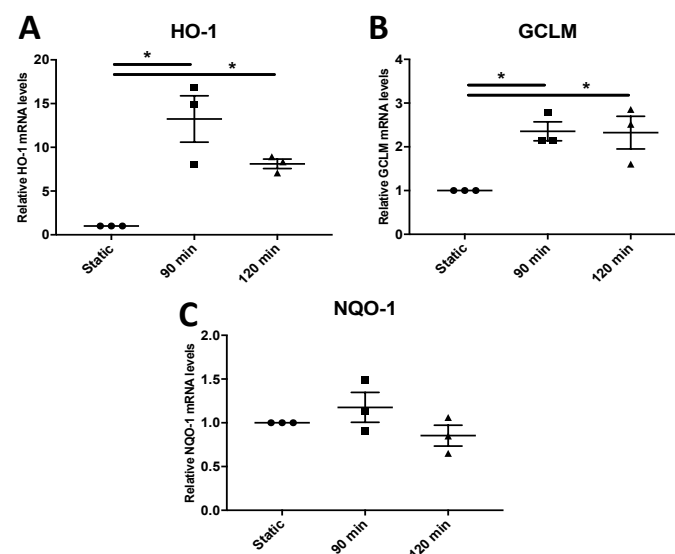 A
HO-1
Relative HO-1 mRNA levels
20
15
10
5
0
*
*
Static
90 min
120 min
B
GCLM
Relative GCLM mRNA levels
4
3
2
1
0
*
*
Static
90 min
120 min
C
NQO-1
Relative NQO-1 mRNA levels
2.0
1.5
1.0
0.5
0.0
Static
90 min
120 min